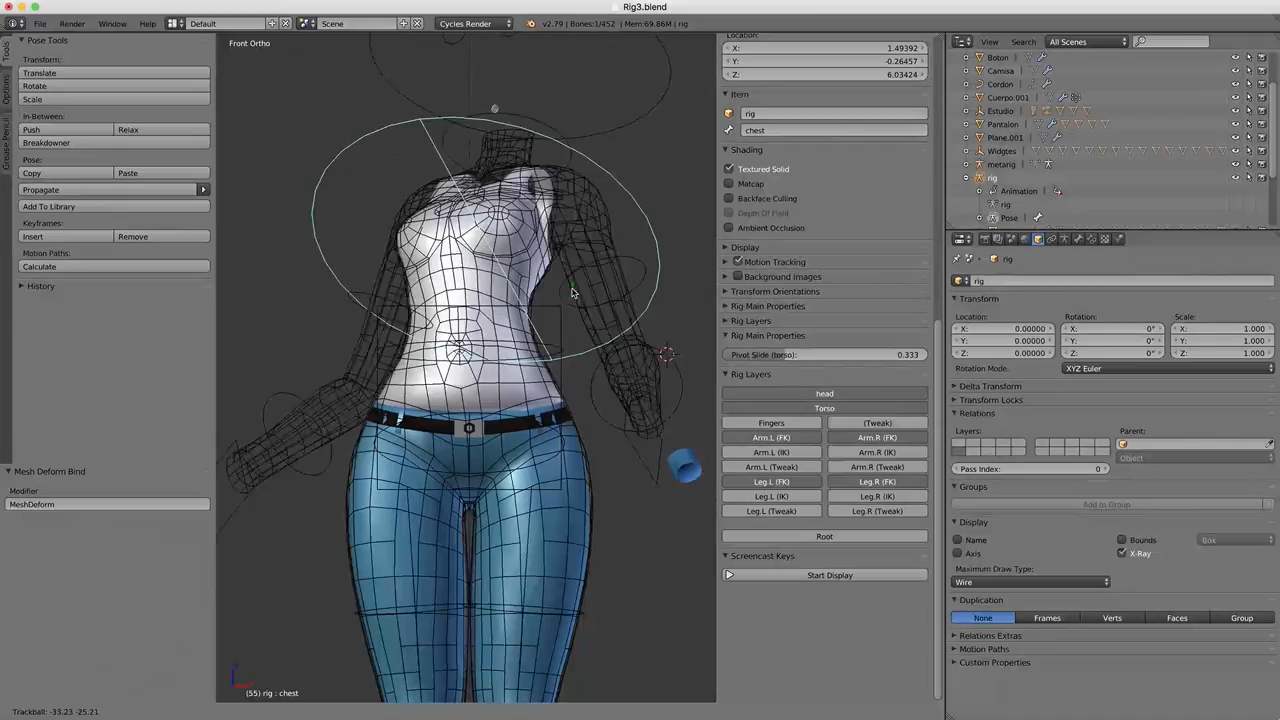 Rig3.blend
File Render Window Help Default Scene Cycles Render v2.79 | Bones:1/452 | Mem:69.86M | rig
Tools
Options
Grease Pencil
Pose Tools
Transform:
Translate
Rotate
Scale
In-Between:
Push Relax
Breakdowner
Pose:
Copy Paste
Propagate
Add To Library
Keyframes:
Insert Remove
Motion Paths:
Calculate
History
Mesh Deform Bind
Modifier
MeshDeform
Trackball: -33.23 -25.21
Front Ortho
(55) rig : chest
Location:
X: 1.49392
Y: -0.26457
Z: 6.03424
Item
rig
chest
Shading
Textured Solid
Matcap
Backface Culling
Depth Of Field
Ambient Occlusion
Display
Motion Tracking
Background Images
Transform Orientations
Rig Main Properties
Rig Layers
Rig Main Properties
Pivot Slide (torso): 0.333
Rig Layers
head
Torso
Fingers (Tweak)
Arm.L (FK) Arm.R (FK)
Arm.L (IK) Arm.R (IK)
Arm.L (Tweak) Arm.R (Tweak)
Leg.L (FK) Leg.R (FK)
Leg.L (IK) Leg.R (IK)
Leg.L (Tweak) Leg.R (Tweak)
Root
Screencast Keys
Start Display
View Search All Scenes
Boton
Camisa
Cordon
Cuerpo.001
Estudio
Pantalon
Plane.001
Widgtes
metarig
rig
Animation
rig
Pose
rig
rig
Transform
Location: Rotation: Scale:
X: 0.00000 X: 0° X: 1.000
Y: 0.00000 Y: 0° Y: 1.000
Z: 0.00000 Z: 0° Z: 1.000
Rotation Mode: XYZ Euler
Delta Transform
Transform Locks
Relations
Layers: Parent:
Object
Pass Index: 0
Groups
Add to Group
Display
Name Bounds Box
Axis X-Ray
Maximum Draw Type:
Wire
Duplication
None Frames Verts Faces Group
Relations Extras
Motion Paths
Custom Properties